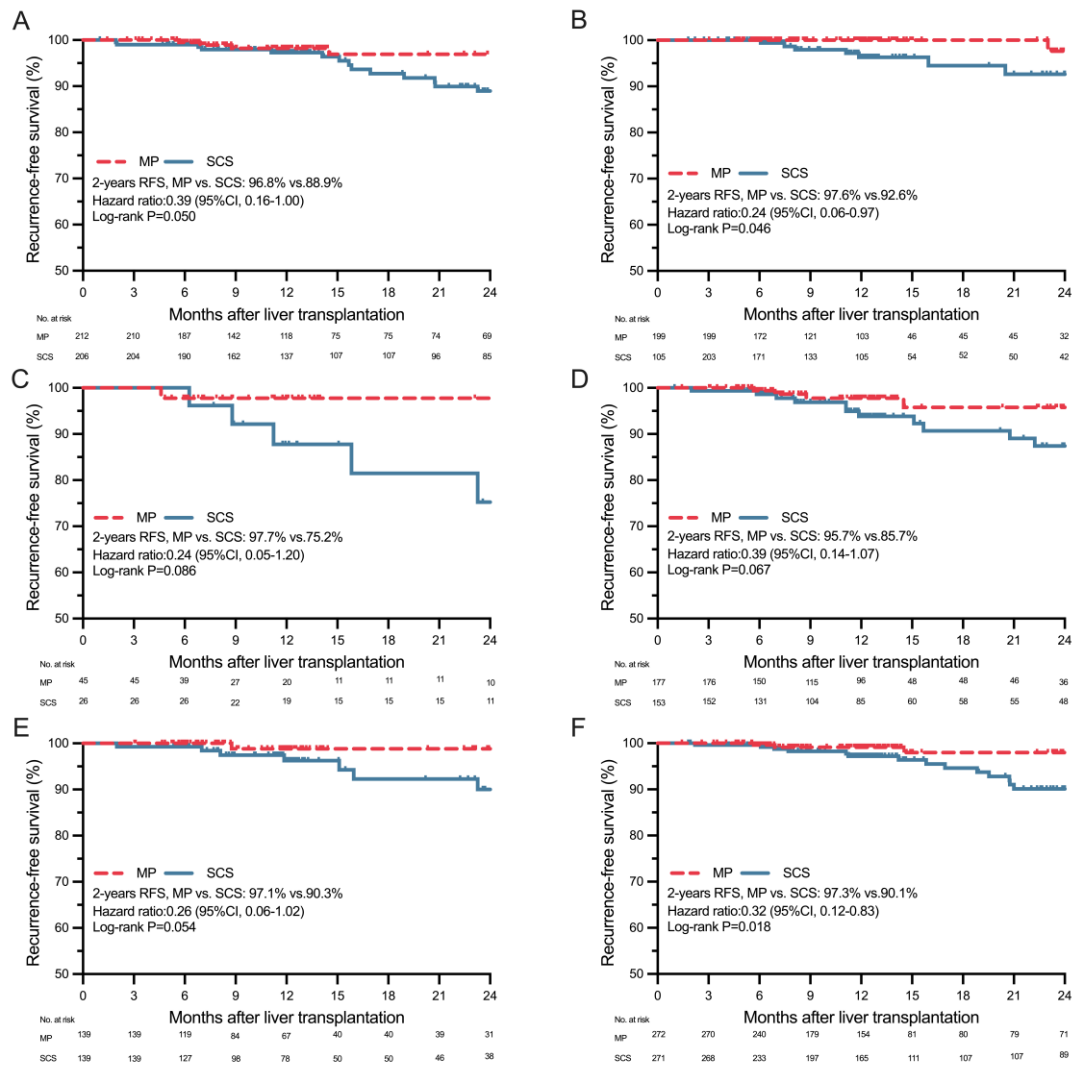 A
Recurrence-free survival (%)
100
90
80
70
60
50
MP SCS
2-years RFS, MP vs. SCS: 96.8% vs.88.9%
Hazard ratio:0.39 (95%CI, 0.16-1.00)
Log-rank P=0.050
0 3 6 9 12 15 18 21 24
Months after liver transplantation
No. at risk
MP 212 210 187 142 118 75 75 74 69
SCS 206 204 190 162 137 107 107 96 85
B
Recurrence-free survival (%)
100
90
80
70
60
50
MP SCS
2-years RFS, MP vs. SCS: 97.6% vs.92.6%
Hazard ratio:0.24 (95%CI, 0.06-0.97)
Log-rank P=0.046
0 3 6 9 12 15 18 21 24
Months after liver transplantation
No. at risk
MP 199 199 172 121 103 46 45 45 32
SCS 105 203 171 133 105 54 52 50 42
C
Recurrence-free survival (%)
100
90
80
70
60
50
MP SCS
2-years RFS, MP vs. SCS: 97.7% vs.75.2%
Hazard ratio:0.24 (95%CI, 0.05-1.20)
Log-rank P=0.086
0 3 6 9 12 15 18 21 24
Months after liver transplantation
No. at risk
MP 45 45 39 27 20 11 11 11 10
SCS 26 26 26 22 19 15 15 15 11
D
Recurrence-free survival (%)
100
90
80
70
60
50
MP SCS
2-years RFS, MP vs. SCS: 95.7% vs.85.7%
Hazard ratio:0.39 (95%CI, 0.14-1.07)
Log-rank P=0.067
0 3 6 9 12 15 18 21 24
Months after liver transplantation
No. at risk
MP 177 176 150 115 96 48 48 46 36
SCS 153 152 131 104 85 60 58 55 48
E
Recurrence-free survival (%)
100
90
80
70
60
50
MP SCS
2-years RFS, MP vs. SCS: 97.1% vs.90.3%
Hazard ratio:0.26 (95%CI, 0.06-1.02)
Log-rank P=0.054
0 3 6 9 12 15 18 21 24
Months after liver transplantation
No. at risk
MP 139 139 119 84 67 40 40 39 31
SCS 139 139 127 98 78 50 50 46 38
F
Recurrence-free survival (%)
100
90
80
70
60
50
MP SCS
2-years RFS, MP vs. SCS: 97.3% vs.90.1%
Hazard ratio:0.32 (95%CI, 0.12-0.83)
Log-rank P=0.018
0 3 6 9 12 15 18 21 24
Months after liver transplantation
No. at risk
MP 272 270 240 179 154 81 80 79 71
SCS 271 268 233 197 165 111 107 107 89